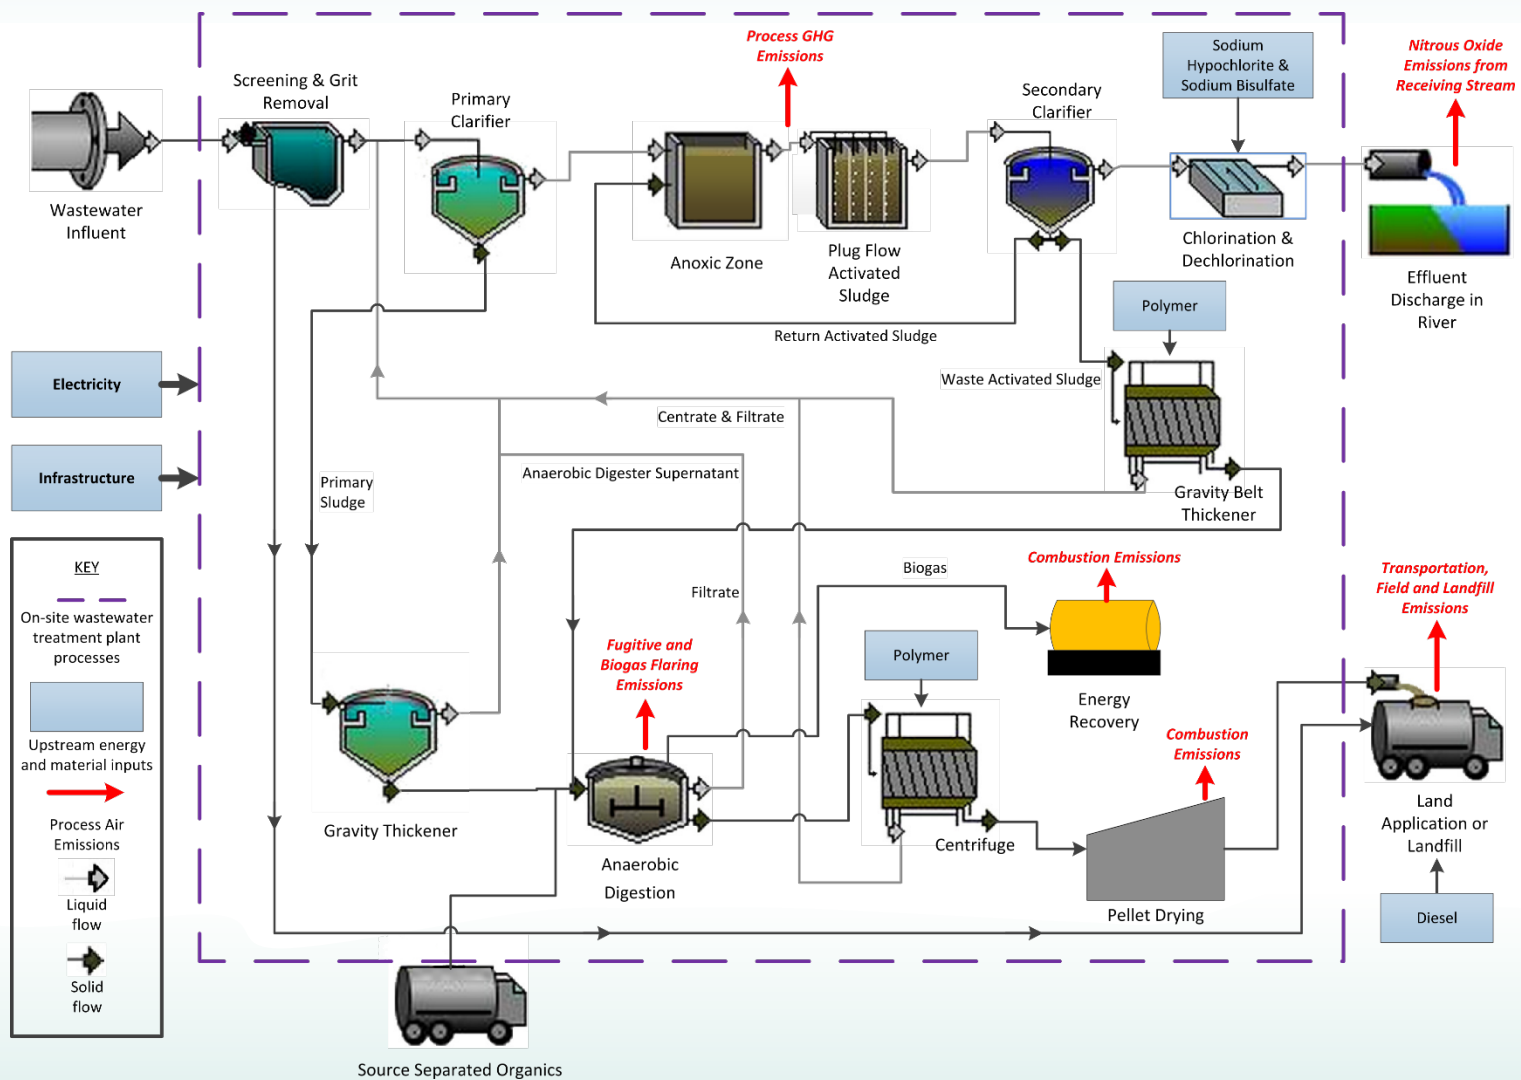 Process GHG
Emissions
Sodium
Hypochlorite &
Sodium Bisulfate
Nitrous Oxide
Emissions from
Receiving Stream
Screening & Grit
Removal
Primary
Clarifier
Secondary
Clarifier
Wastewater
Influent
Anoxic Zone
Plug Flow
Activated
Sludge
Chlorination &
Dechlorination
Effluent
Discharge in
River
Polymer
Return Activated Sludge
Electricity
Waste Activated Sludge
Centrate & Filtrate
Infrastructure
Primary
Sludge
Anaerobic Digester Supernatant
Gravity Belt
Thickener
KEY
On-site wastewater
treatment plant
processes
Upstream energy
and material inputs
Process Air
Emissions
Liquid
flow
Solid
flow
Filtrate
Biogas
Combustion Emissions
Transportation,
Field and Landfill
Emissions
Fugitive and
Biogas Flaring
Emissions
Polymer
Energy
Recovery
Combustion
Emissions
Gravity Thickener
Anaerobic
Digestion
Centrifuge
Pellet Drying
Land
Application or
Landfill
Diesel
Source Separated Organics